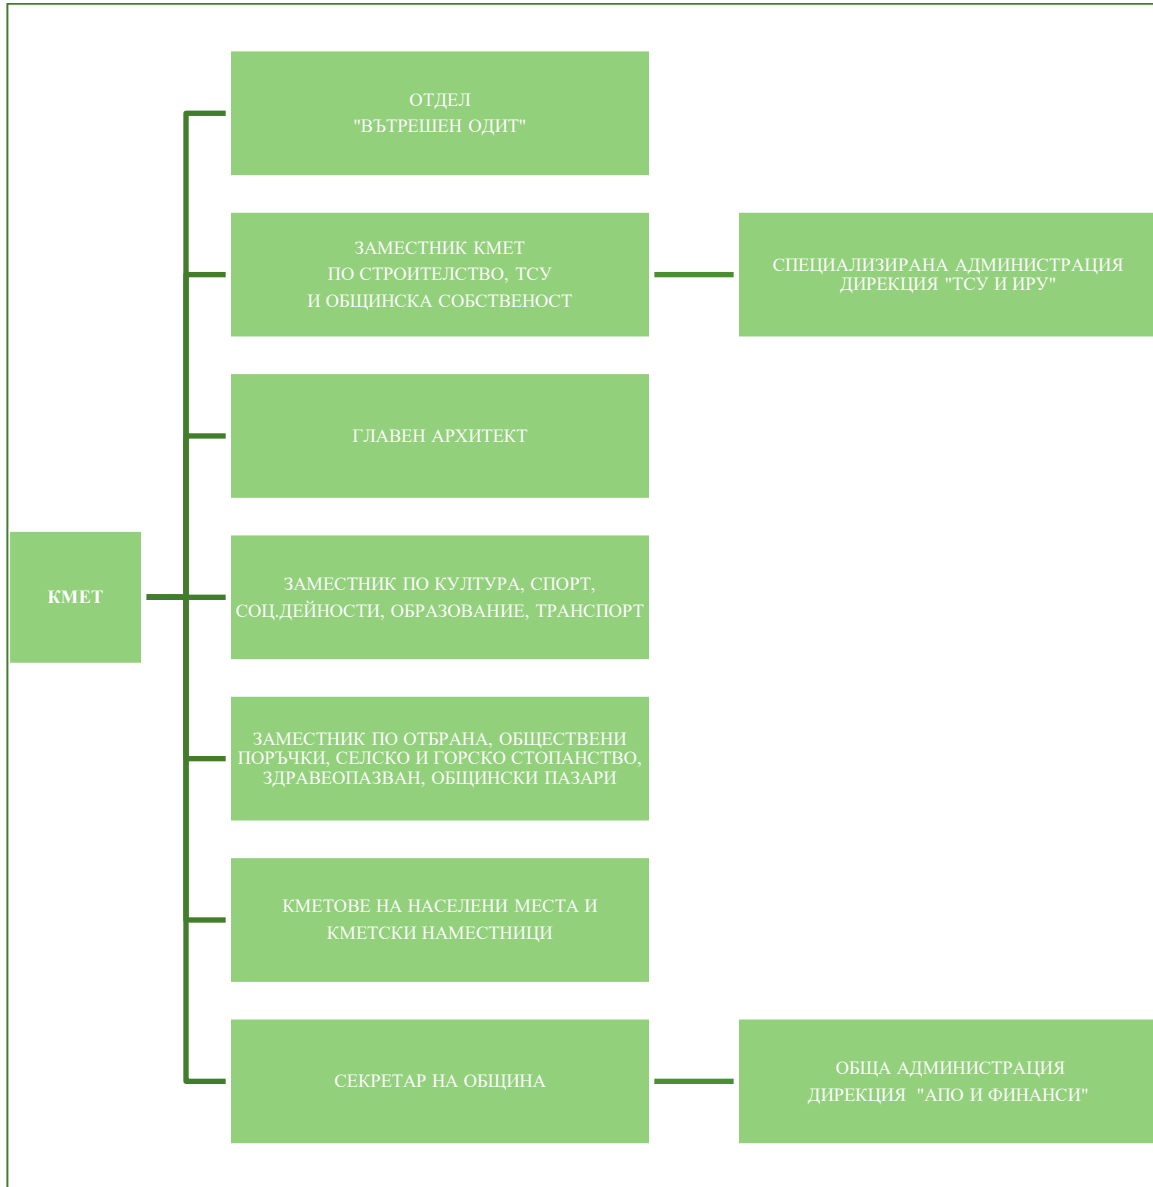 ОТДЕЛ
"ВЪТРЕШЕН ОДИТ"
ЗАМЕСТНИК КМЕТ
ПО СТРОИТЕЛСТВО, ТСУ
И ОБЩИНСКА СОБСТВЕНОСТ
СПЕЦИАЛИЗИРАНА АДМИНИСТРАЦИЯ
ДИРЕКЦИЯ "ТСУ И ИРУ"
ГЛАВЕН АРХИТЕКТ
КМЕТ
ЗАМЕСТНИК ПО КУЛТУРА, СПОРТ,
СОЦ.ДЕЙНОСТИ, ОБРАЗОВАНИЕ, ТРАНСПОРТ
ЗАМЕСТНИК ПО ОТБРАНА, ОБЩЕСТВЕНИ
ПОРЪЧКИ, СЕЛСКО И ГОРСКО СТОПАНСТВО,
ЗДРАВЕОПАЗВАН, ОБЩИНСКИ ПАЗАРИ
КМЕТОВЕ НА НАСЕЛЕНИ МЕСТА И
КМЕТСКИ НАМЕСТНИЦИ
СЕКРЕТАР НА ОБЩИНА
ОБЩА АДМИНИСТРАЦИЯ
ДИРЕКЦИЯ "АПО И ФИНАНСИ"